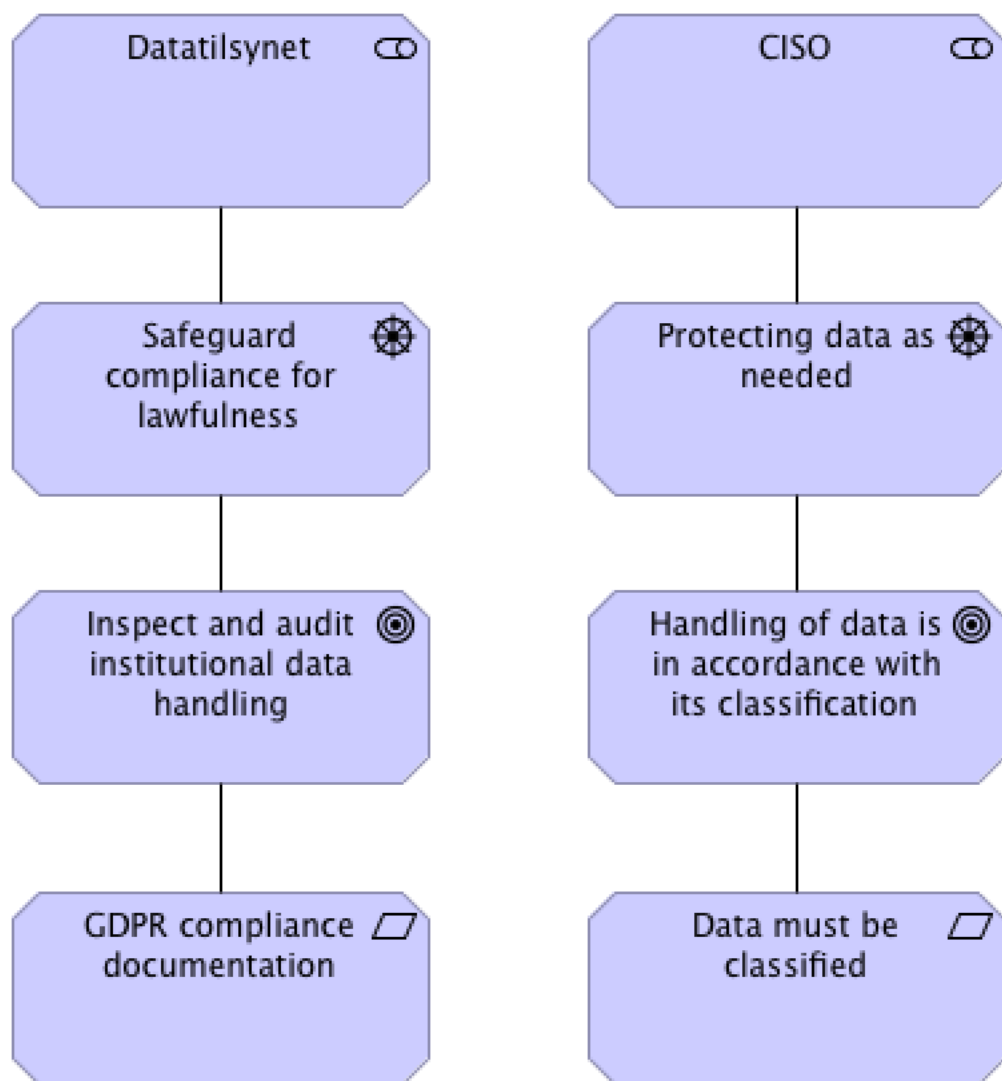 Datatilsynet
CISO
Safeguard
compliance for
lawfulness
Protecting data as
needed
Inspect and audit
institutional data
handling
Handling of data is
in accordance with
its classification
GDPR compliance
documentation
Data must be
classified